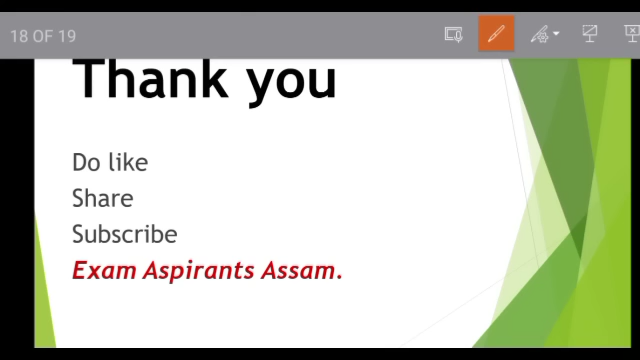 18 OF 19
Thank you
Do like
Share
Subscribe
Exam Aspirants Assam.